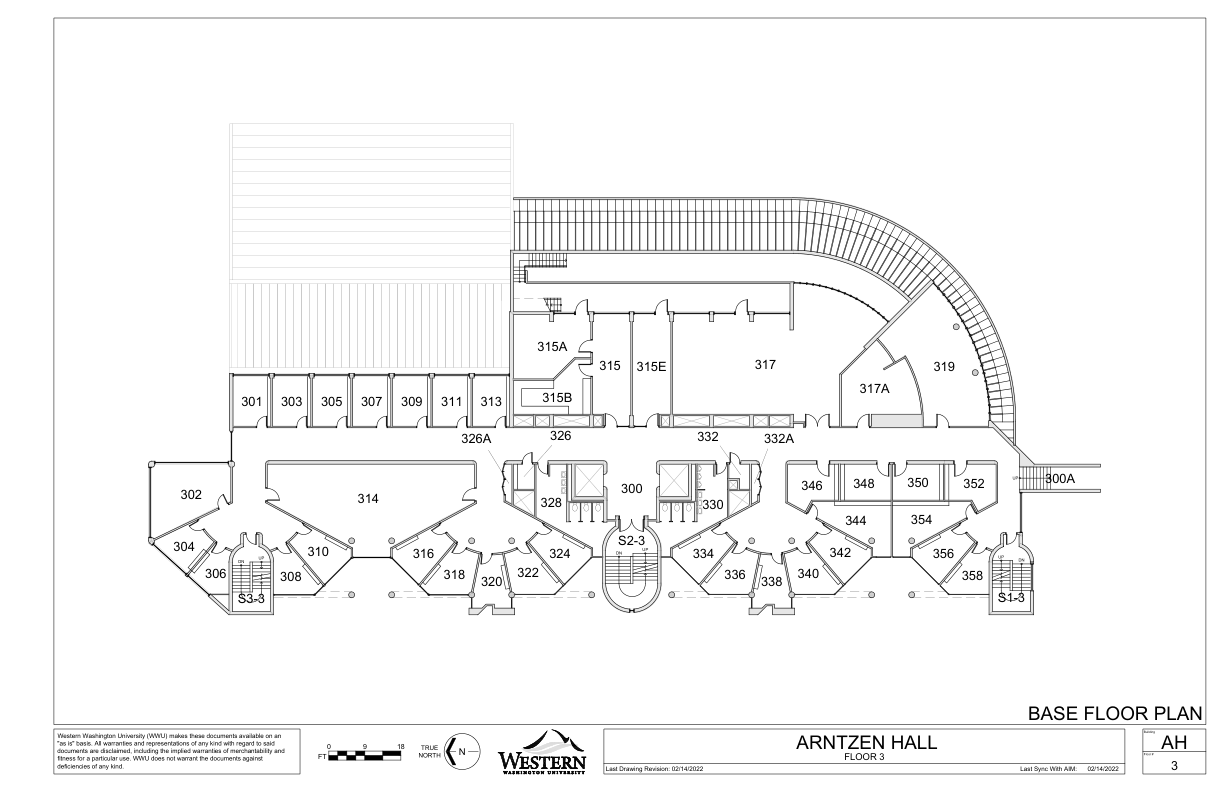 315A
315
315E
317
319
317A
301
303
305
307
309
311
313
315B
326A
326
332
332A
302
314
328
300
330
346
348
350
352
300A
UP
304
310
316
324
S2-3
DN
UP
334
342
344
354
356
306
DN
UP
308
318
320
322
336
338
340
358
UP
DN
S3-3
S1-3
BASE FLOOR PLAN
Western Washington University (WWU) makes these documents available on an
"as is" basis. All warranties and representations of any kind with regard to said
documents are disclaimed, including the implied warranties of merchantability and
fitness for a particular use. WWU does not warrant the documents against
deficiencies of any kind.
FT 0 9 18
TRUE
NORTH
N
WESTERN
WASHINGTON UNIVERSITY
ARNTZEN HALL
FLOOR 3
Last Drawing Revision: 02/14/2022
Last Sync With AIM: 02/14/2022
Building
AH
Floor
3